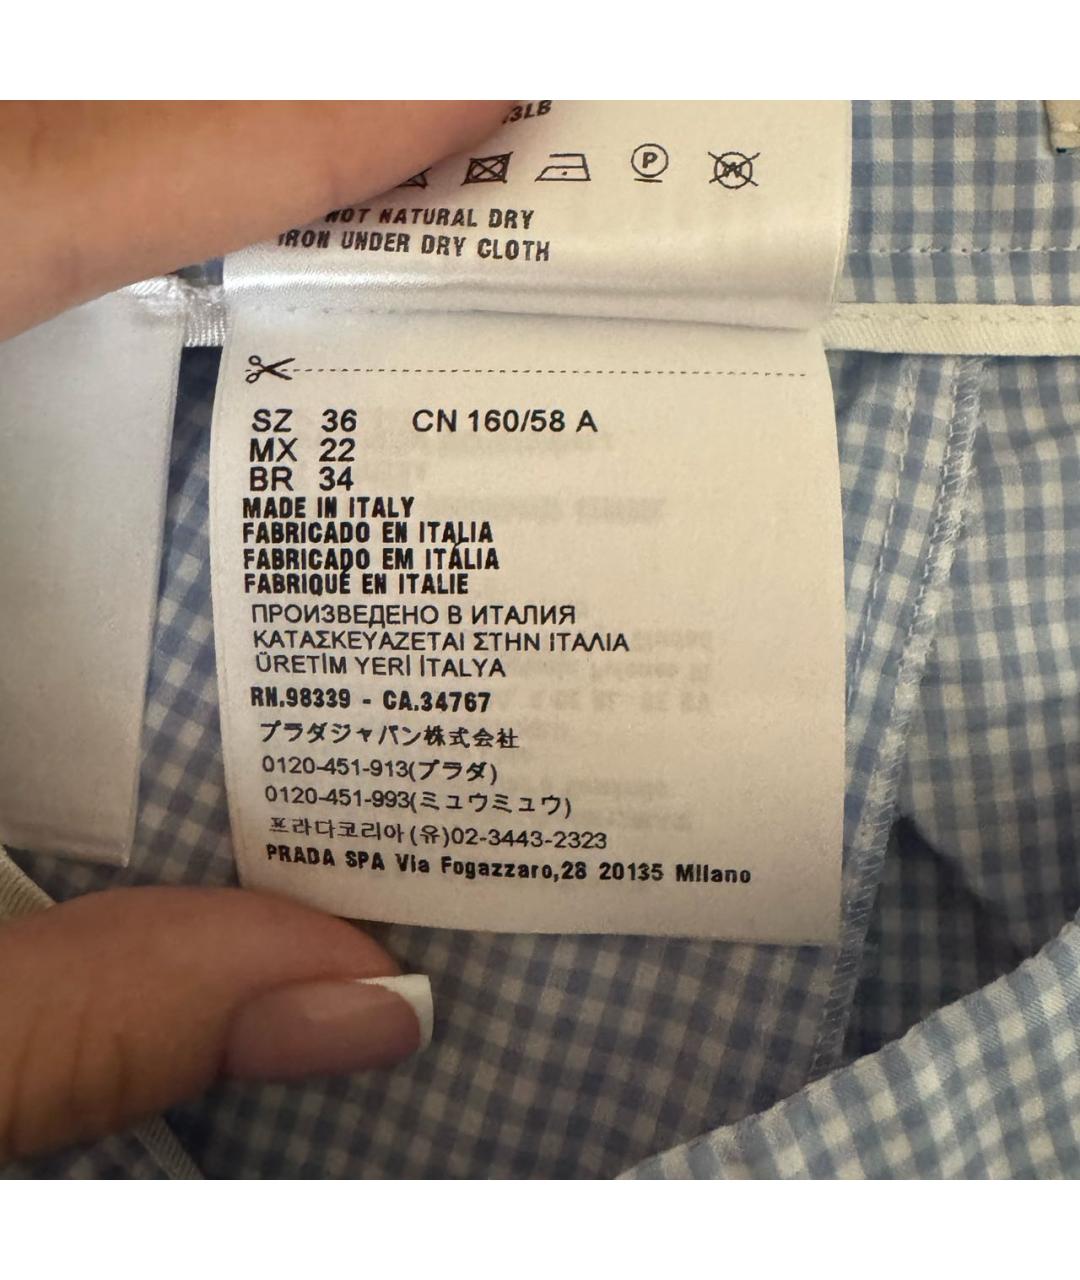 NOT NATURAL DRY
IRON UNDER DRY CLOTH
SZ 36 CN 160/58 A
MX 22
BR 34
MADE IN ITALY
FABRICADO EN ITALIA
FABRICADO EM ITÁLIA
FABRIQUÉ EN ITALIE
ПРОИЗВЕДЕНО В ИТАЛИЯ
ΚΑΤΑΣΚΕΥΑΖΕΤΑΙ ΣΤΗΝ ΙΤΑΛΙΑ
ÜRETİM YERİ İTALYA
RN.98339 - CA.34767
プラダジャパン株式会社
0120-451-913(プラダ)
0120-451-993(ミュウミュウ)
프라다코리아(유)02-3443-2323
PRADA SPA Via Fogazzaro,28 20135 Milano